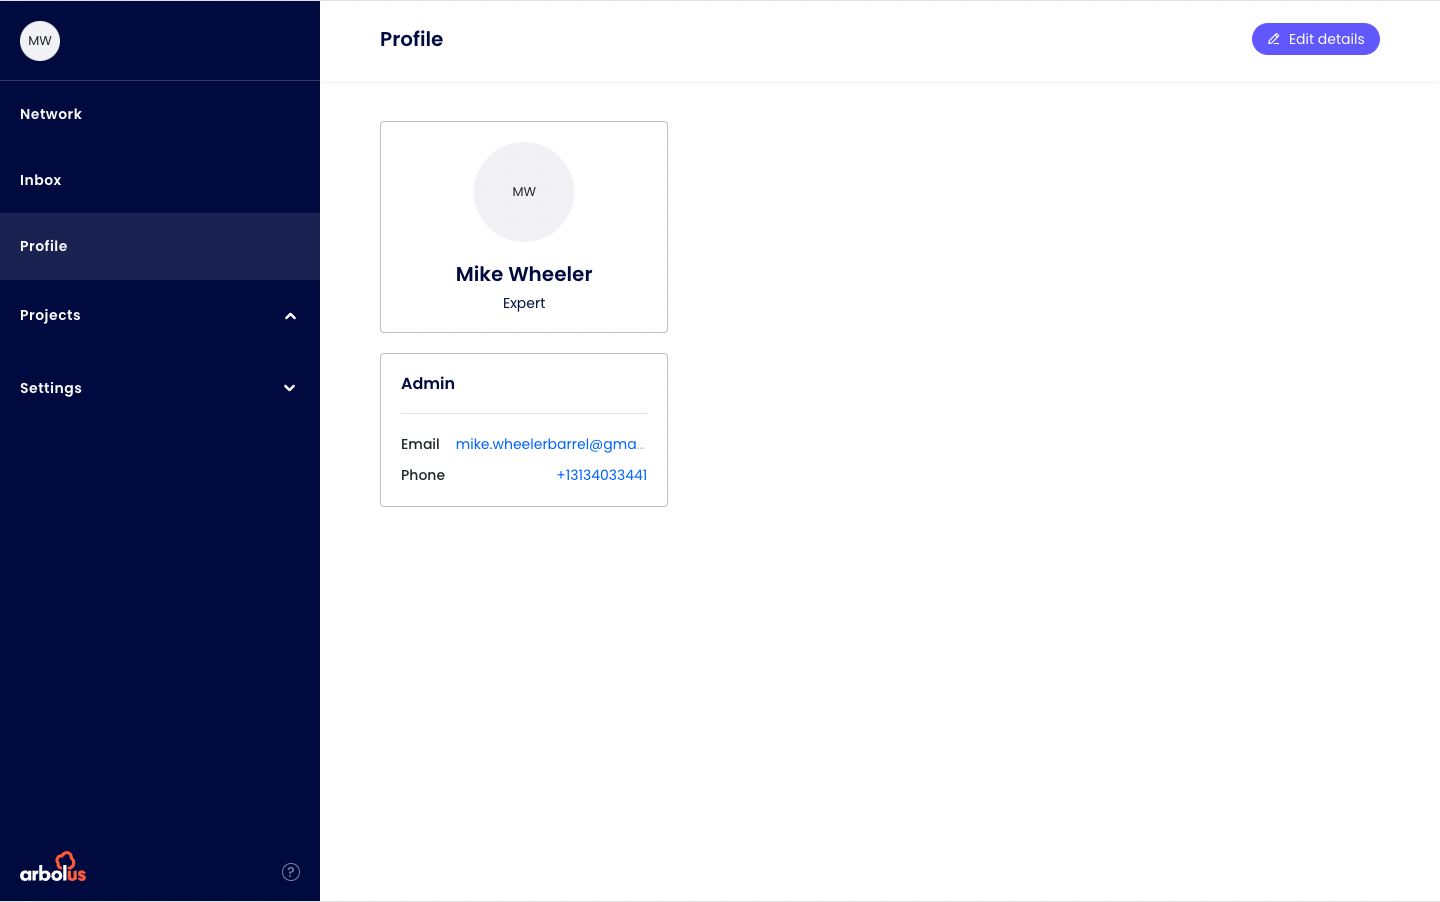 MW
Network
Inbox
Profile
Projects
Settings
arbolus
?
Profile
Edit details
MW
Mike Wheeler
Expert
Admin
Email mike.wheelerbarrel@gma...
Phone +13134033441